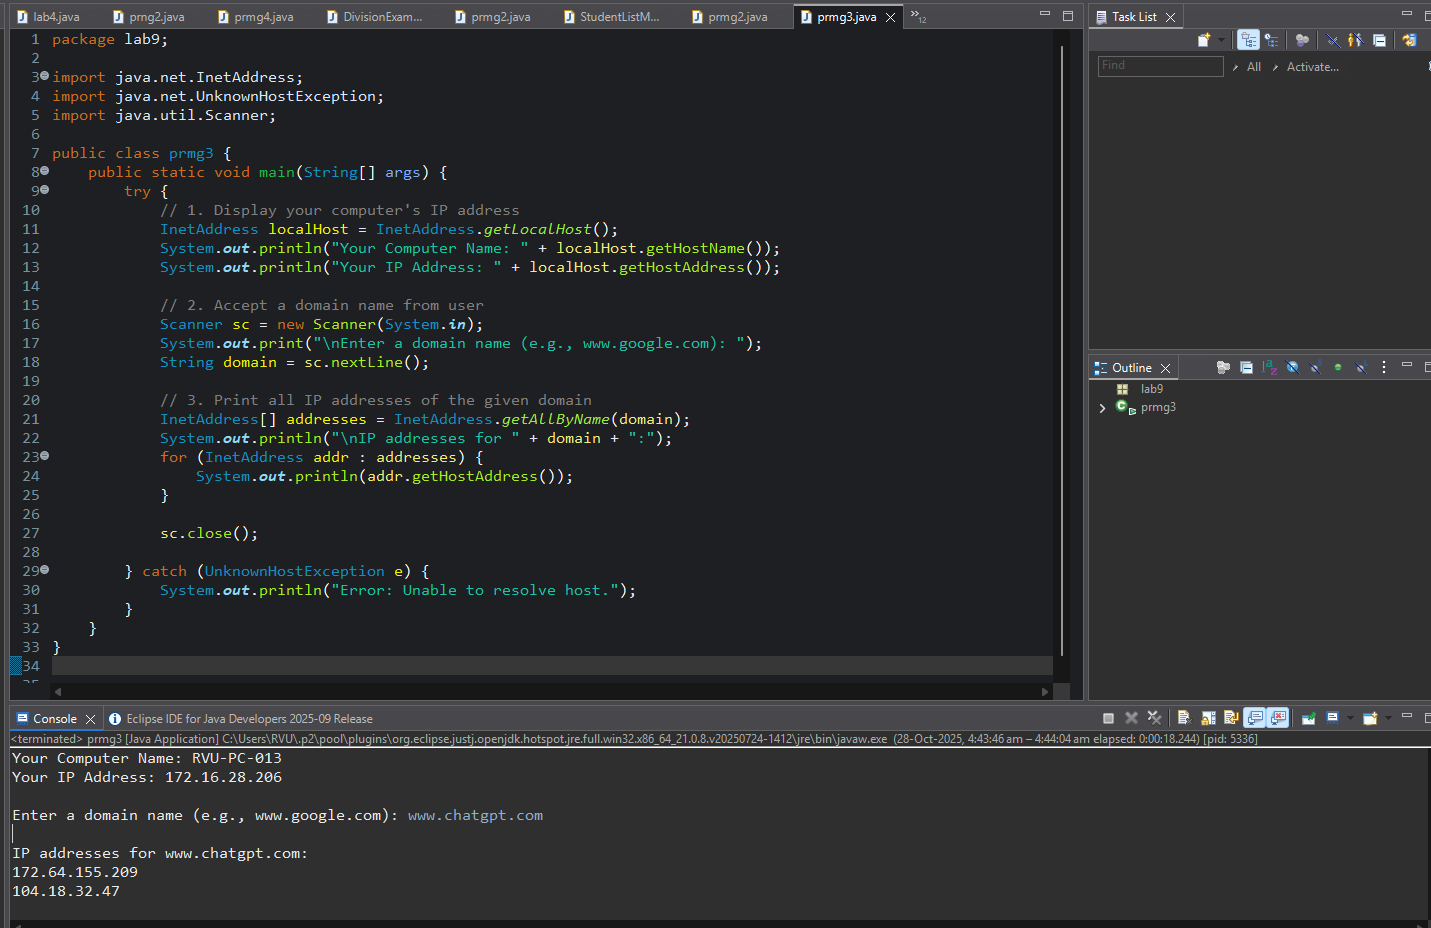 lab4.java prng2.java prmg4.java DivisionExam... prmg2.java StudentListM... prmg2.java prmg3.java »12
1 package lab9;
2
3 import java.net.InetAddress;
4 import java.net.UnknownHostException;
5 import java.util.Scanner;
6
7 public class prmg3 {
8     public static void main(String[] args) {
9         try {
10             // 1. Display your computer's IP address
11             InetAddress localHost = InetAddress.getLocalHost();
12             System.out.println("Your Computer Name: " + localHost.getHostName());
13             System.out.println("Your IP Address: " + localHost.getHostAddress());
14
15             // 2. Accept a domain name from user
16             Scanner sc = new Scanner(System.in);
17             System.out.print("\nEnter a domain name (e.g., www.google.com): ");
18             String domain = sc.nextLine();
19
20             // 3. Print all IP addresses of the given domain
21             InetAddress[] addresses = InetAddress.getAllByName(domain);
22             System.out.println("\nIP addresses for " + domain + ":");
23             for (InetAddress addr : addresses) {
24                 System.out.println(addr.getHostAddress());
25             }
26
27             sc.close();
28
29         } catch (UnknownHostException e) {
30             System.out.println("Error: Unable to resolve host.");
31         }
32     }
33 }
34
Task List
Find All Activate...
Outline
lab9
prmg3
Console Eclipse IDE for Java Developers 2025-09 Release
<terminated> prmg3 [Java Application] C:\Users\RVU\.p2\pool\plugins\org.eclipse.justj.openjdk.hotspot.jre.full.win32.x86_64_21.0.8.v20250724-1412\jre\bin\javaw.exe (28-Oct-2025, 4:43:46 am – 4:44:04 am elapsed: 0:00:18.244) [pid: 5336]
Your Computer Name: RVU-PC-013
Your IP Address: 172.16.28.206
Enter a domain name (e.g., www.google.com): www.chatgpt.com
IP addresses for www.chatgpt.com:
172.64.155.209
104.18.32.47